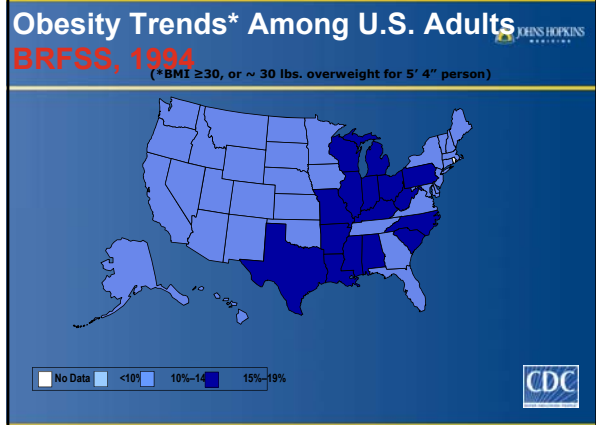 Obesity Trends* Among U.S. Adults
JOHNS HOPKINS
MEDICINE
BRFSS, 1994
(*BMI ≥30, or ~ 30 lbs. overweight for 5’ 4” person)
No Data <10% 10%–14 15%–19%
CDC